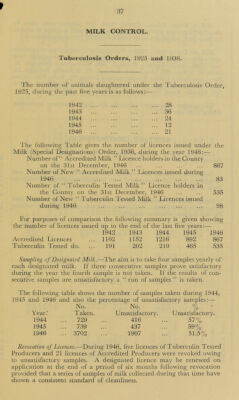 37
MILK CONTROL.
Tuberculosis Orders, 1925 and 1938.
The number of animals slaughtered under the Tuberculosis Order,
1925, during the past five years is as follows:—
1942 ... ... ... ... 28
1943 ... ... ... ... 36
1944 ... ... ... ... 24
1945 ... ... ... ... 12
1946 ... ... ... ... 21
The following Table gives the number of licences issued under the
Milk (Special Designations) Order, 1936, during the year 1946:—
Number of " Accredited Milk " Licence holders in the County
on the 31st December, 1946 ... ... ... 867
Number of New " Accredited Milk " Licences issued during
1946 ... ... ... ... ... ... 83
Number of " Tuberculin Tested Milk " Licence holders in
the County on the 31st December, 1946 ... ... 535
Number of New " Tuberculin Tested Milk " Licences issued
during 1946 ... ... ... ... ... 98
For purposes of comparison the following summary is given showing
the number of licences issued up to end of the last five years:—
1942 1943 1944 1945 1946
Accredited Licences ... 1102 1152 1216 892 867
Tuberculin Tested do. ... 191 202 219 445 535
Sampling of Designated Milk.—The aim is to take four samples yearly of
each designated milk. If three consecutive samples prove satisfactory
during the year the fourth sample is not taken. If the results of con-
secutive samples are unsatisfactory a " run of samples " is taken.
The following table shows the number of samples taken during 1944,
1945 and 1946 also the percentage of unsatisfactory samples:—
No. No. %
Year. Taken. Unsatisfactory. Unsatisfactory.
1944 729 416 57%
1945 739 437 59%
1946 3702 1907 51.5%
Revocation of Licences.—During 1946, five licences of Tuberculin Tested
Producers and 21 licences of Accredited Producers were revoked owing
to unsatisfactory samples. A designated licence may be renewed on
application at the end of a period of six months following revocation
provided that a series of samples of milk collected during that time have
shown a consistent standard of cleanliness.